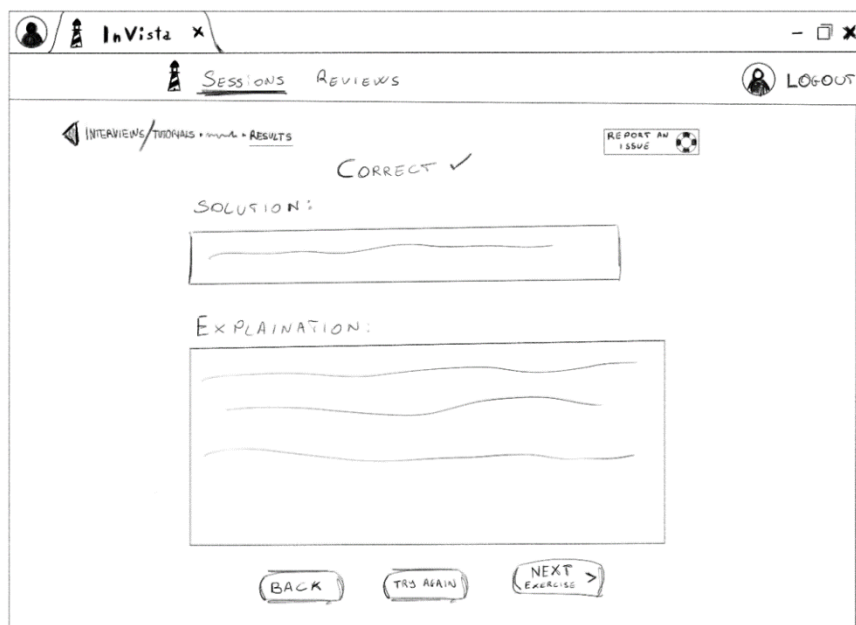 InVista x
SESSIONS REVIEWS
LOGOUT
INTERVIEWS/TUTORIALS • • RESULTS
REPORT AN
ISSUE
CORRECT ✓
SOLUTION:
EXPLAINATION:
BACK
TRY AGAIN
NEXT
EXERCISE >